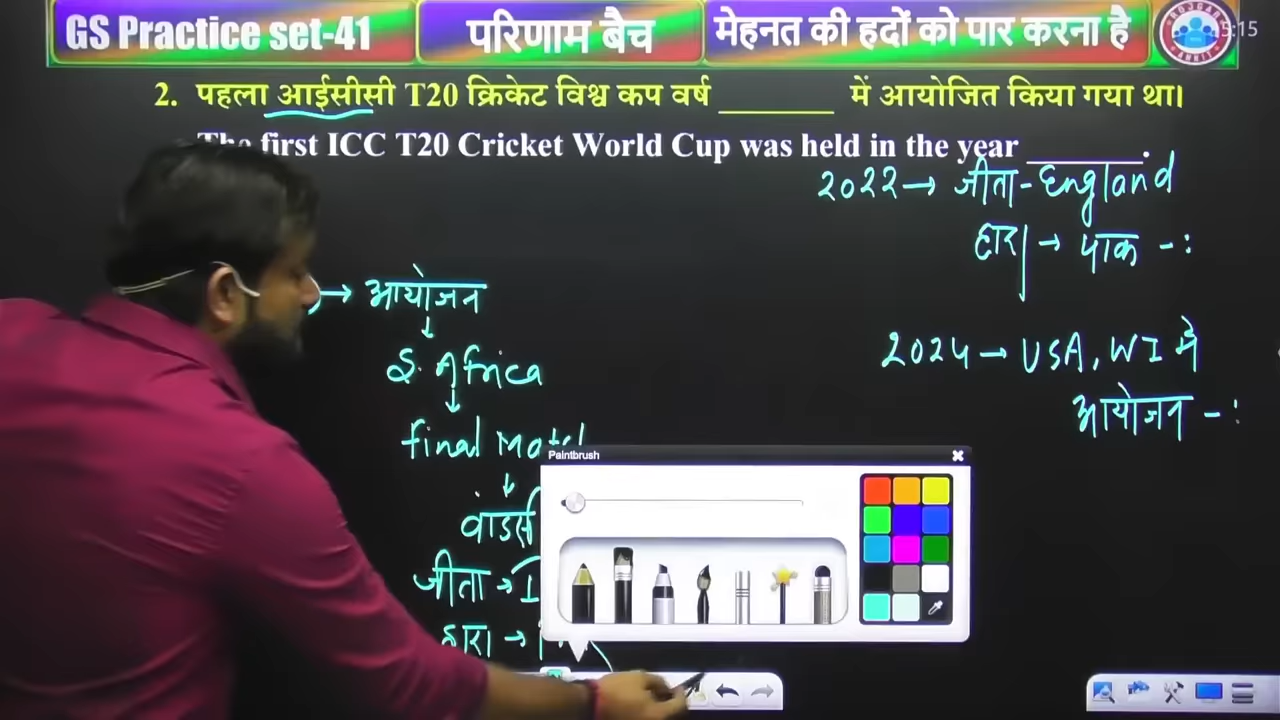 GS Practice set-41
परिणाम बैच
मेहनत की हदों को पार करना है
5:15
2. पहला आईसीसी T20 क्रिकेट विश्व कप वर्ष ________ में आयोजित किया गया था।
The first ICC T20 Cricket World Cup was held in the year ________.
2022 → जीता - England
हारा → पाक -:
→ आयोजन
↓
S. Africa
↓
final
↓
2024 → USA, WI में
आयोजन -:
Paintbrush
जीता →
हारा →